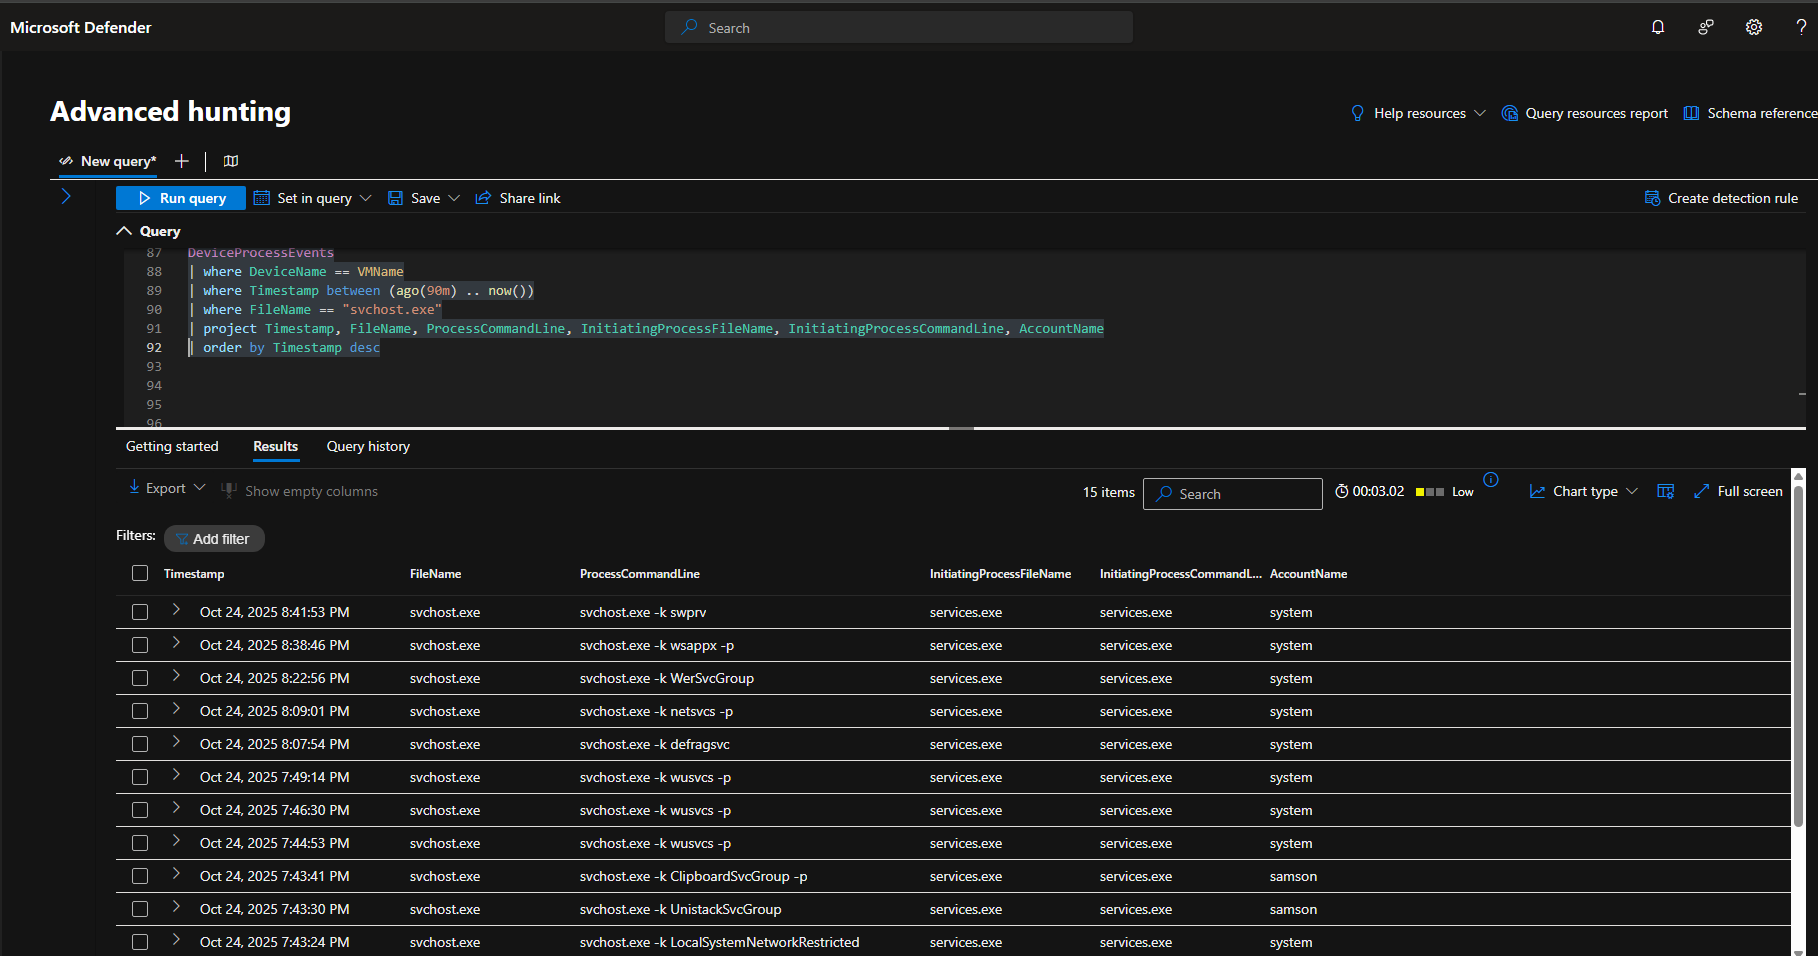 Microsoft Defender
Search
Advanced hunting
Help resources
Query resources report
Schema reference
New query*
Run query
Set in query
Save
Share link
Create detection rule
Query
87 DeviceProcessEvents
88 | where DeviceName == VMName
89 | where Timestamp between (ago(90m) .. now())
90 | where FileName == "svchost.exe"
91 | project Timestamp, FileName, ProcessCommandLine, InitiatingProcessFileName, InitiatingProcessCommandLine, AccountName
92 | order by Timestamp desc
93
94
95
96
Getting started Results Query history
Export Show empty columns
15 items Search 00:03.02 Low Chart type Full screen
Filters: Add filter
Timestamp FileName ProcessCommandLine InitiatingProcessFileName InitiatingProcessCommandL... AccountName
Oct 24, 2025 8:41:53 PM svchost.exe svchost.exe -k swprv services.exe services.exe system
Oct 24, 2025 8:38:46 PM svchost.exe svchost.exe -k wsappx -p services.exe services.exe system
Oct 24, 2025 8:22:56 PM svchost.exe svchost.exe -k WerSvcGroup services.exe services.exe system
Oct 24, 2025 8:09:01 PM svchost.exe svchost.exe -k netsvcs -p services.exe services.exe system
Oct 24, 2025 8:07:54 PM svchost.exe svchost.exe -k defragsvc services.exe services.exe system
Oct 24, 2025 7:49:14 PM svchost.exe svchost.exe -k wusvcs -p services.exe services.exe system
Oct 24, 2025 7:46:30 PM svchost.exe svchost.exe -k wusvcs -p services.exe services.exe system
Oct 24, 2025 7:44:53 PM svchost.exe svchost.exe -k wusvcs -p services.exe services.exe system
Oct 24, 2025 7:43:41 PM svchost.exe svchost.exe -k ClipboardSvcGroup -p services.exe services.exe samson
Oct 24, 2025 7:43:30 PM svchost.exe svchost.exe -k UnistackSvcGroup services.exe services.exe samson
Oct 24, 2025 7:43:24 PM svchost.exe svchost.exe -k LocalSystemNetworkRestricted services.exe services.exe system